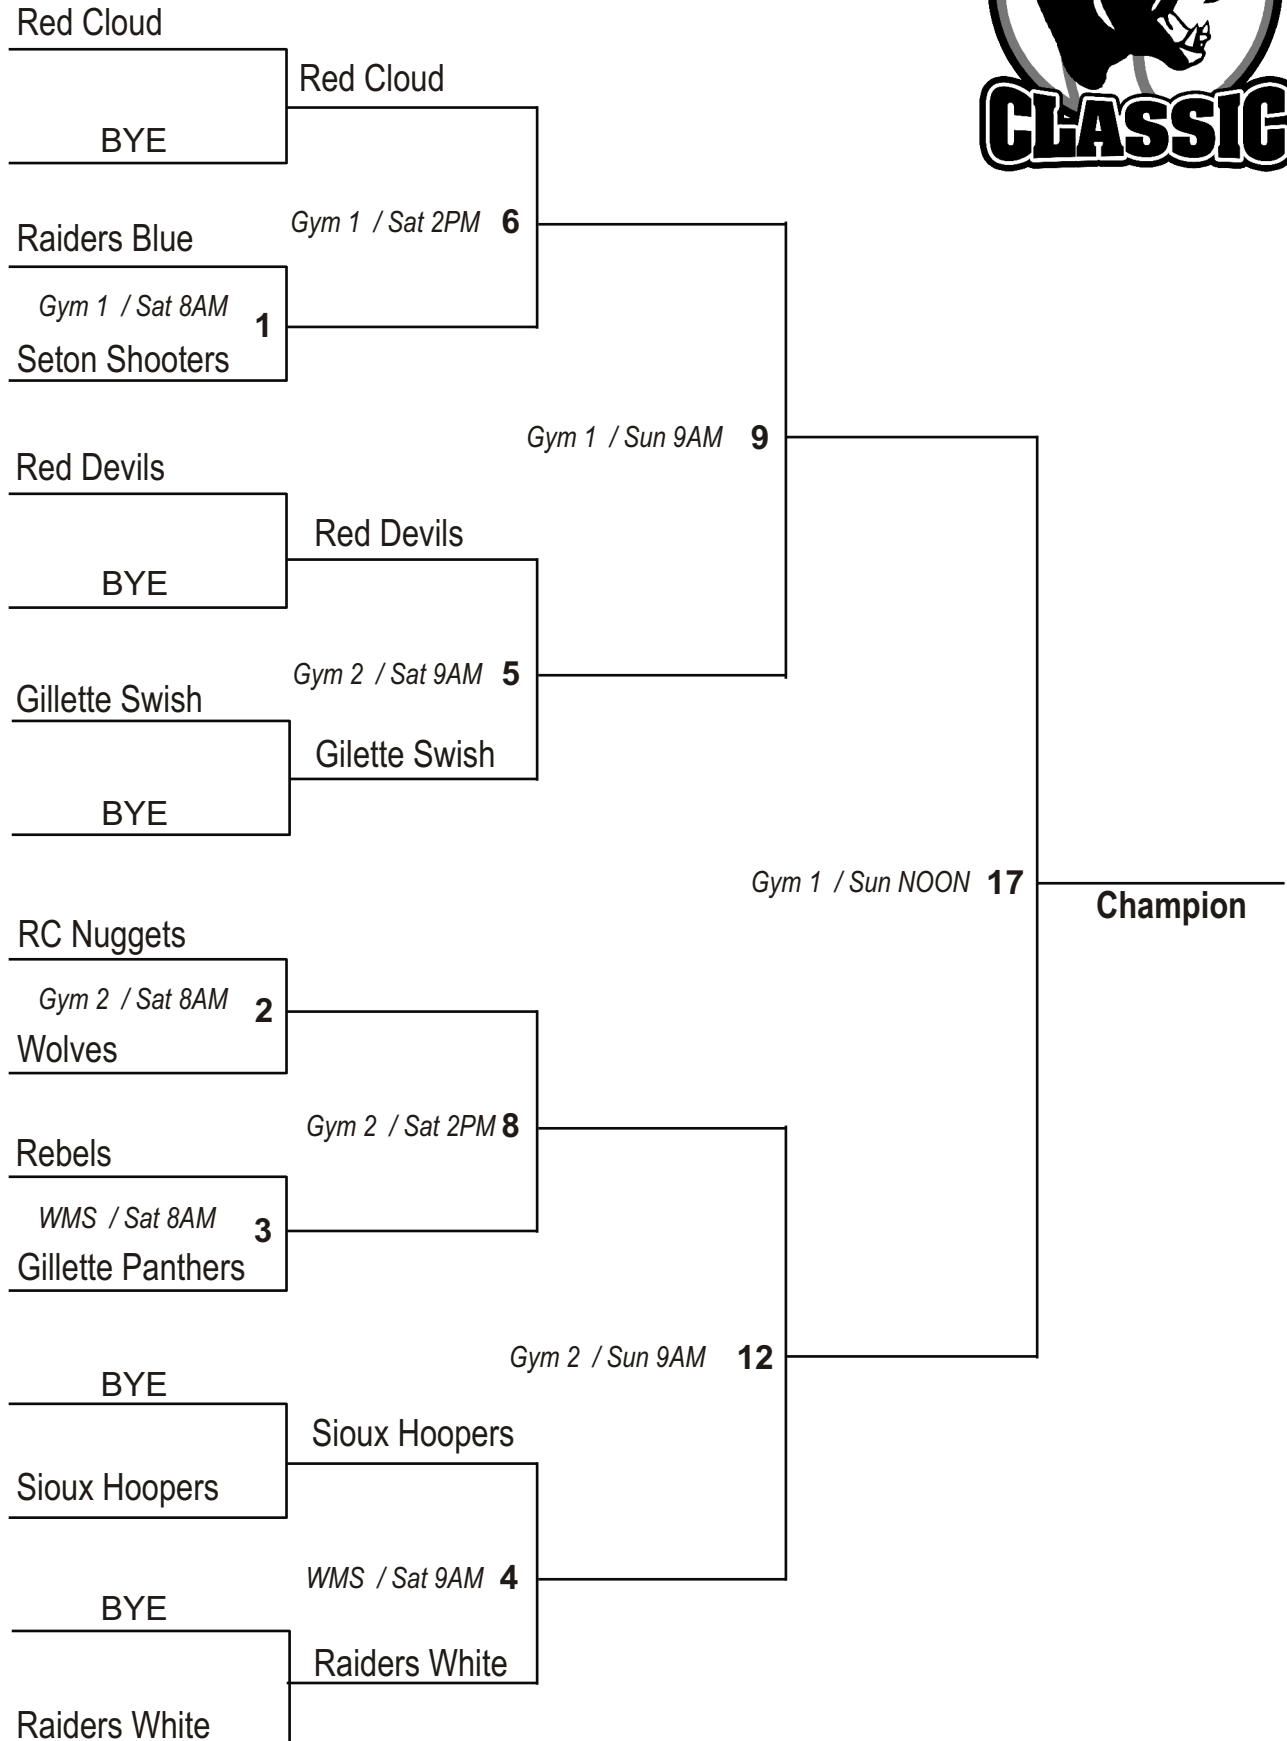 Red Cloud
Red Cloud
BYE
CLASSIC
Gym 1 / Sat 2PM 6
Raiders Blue
Gym 1 / Sat 8AM 1
Seton Shooters
Gym 1 / Sun 9AM 9
Red Devils
Red Devils
BYE
Gym 2 / Sat 9AM 5
Gillette Swish
Gilette Swish
BYE
Gym 1 / Sun NOON 17
Champion
RC Nuggets
Gym 2 / Sat 8AM 2
Wolves
Gym 2 / Sat 2PM 8
Rebels
WMS / Sat 8AM 3
Gillette Panthers
Gym 2 / Sun 9AM 12
BYE
Sioux Hoopers
Sioux Hoopers
WMS / Sat 9AM 4
BYE
Raiders White
Raiders White